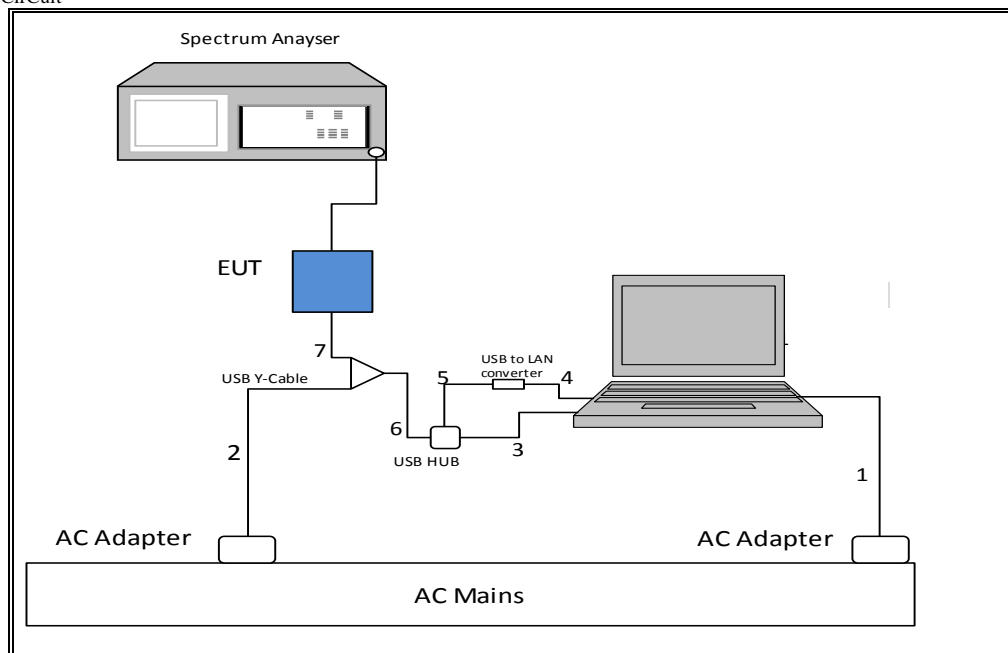 CirCuit
Spectrum Anayser
EUT
7
USB to LAN
converter
5
4
USB Y-Cable
6
3
2
USB HUB
1
AC Adapter
AC Adapter
AC Mains